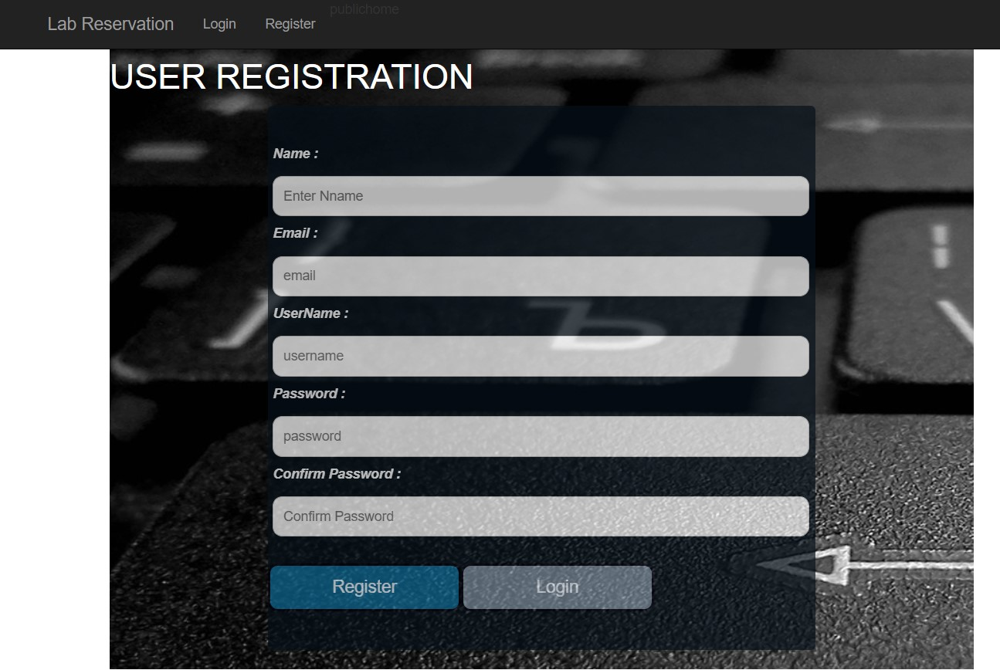 publichome
Lab Reservation Login Register
USER REGISTRATION
Name :
Enter Nname
Email :
email
UserName :
username
Ъ
Password :
password
Confirm Password :
Confirm Password
Register Login